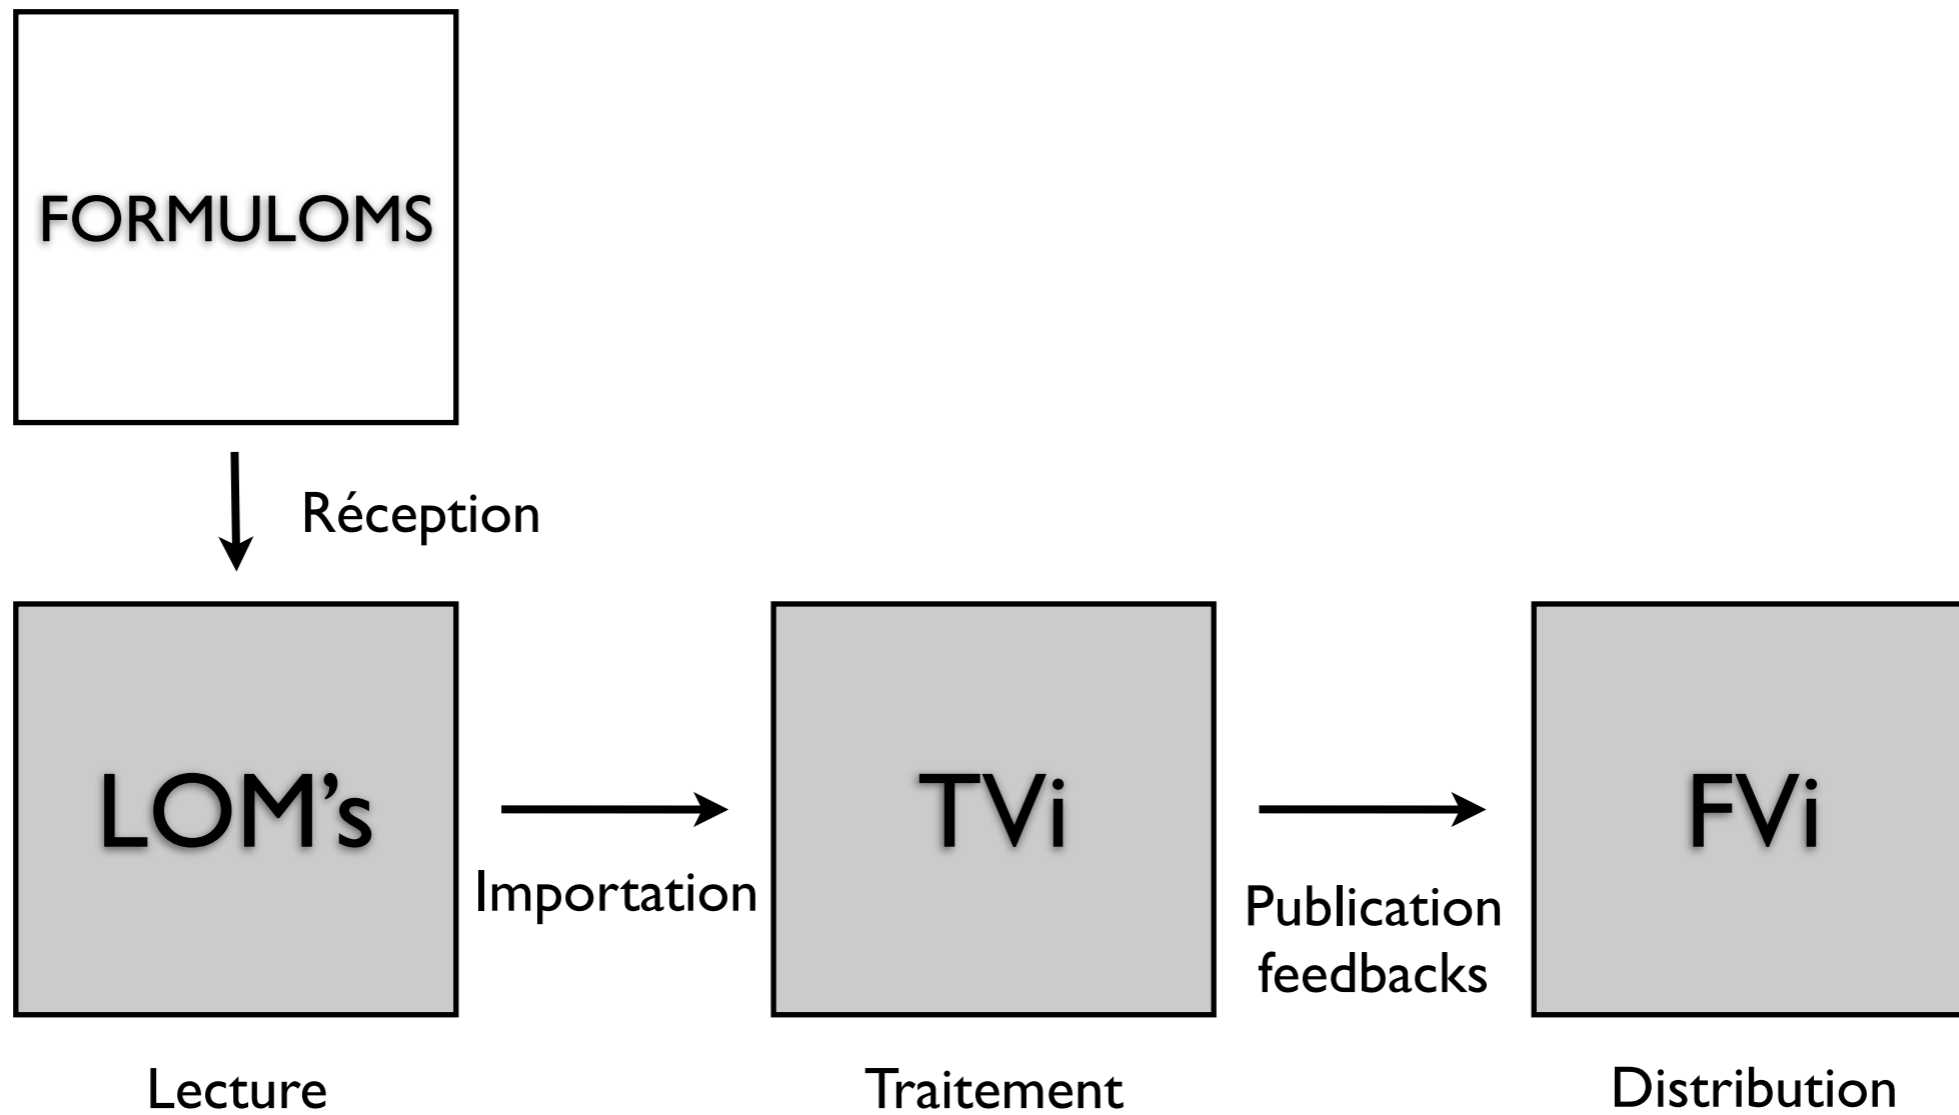 FORMULOMS
Réception
LOM’s
TVi
FVi
Importation
Publication
feedbacks
Lecture
Traitement
Distribution